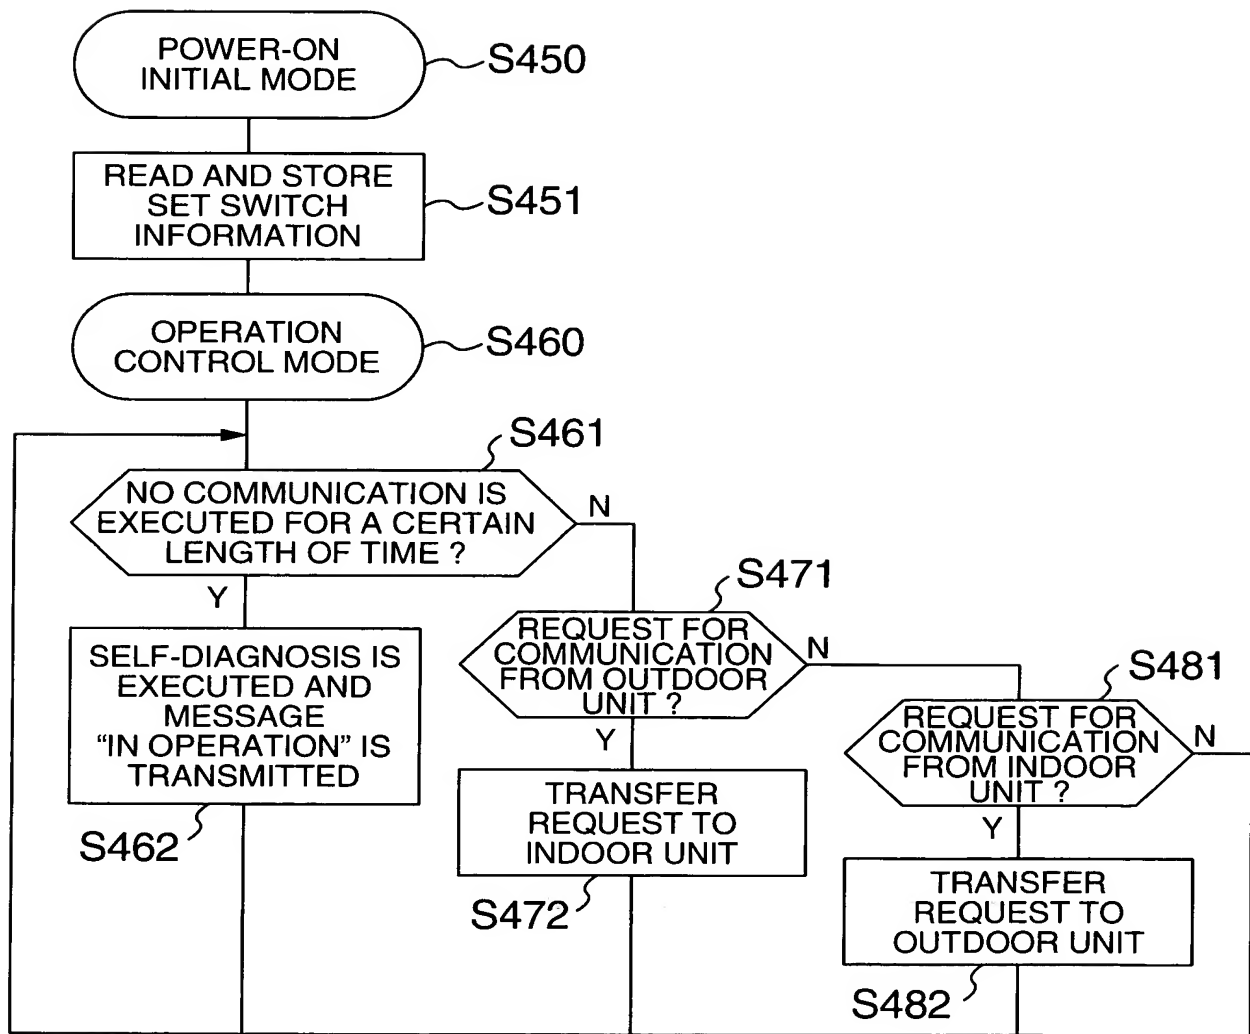 POWER-ON
INITIAL MODE
S450
READ AND STORE
SET SWITCH
INFORMATION
S451
OPERATION
CONTROL MODE
S460
S461
NO COMMUNICATION IS
EXECUTED FOR A CERTAIN
LENGTH OF TIME ?
N
Y
S471
REQUEST FOR
COMMUNICATION
FROM OUTDOOR
UNIT ?
N
Y
SELF-DIAGNOSIS IS
EXECUTED AND
MESSAGE
“IN OPERATION” IS
TRANSMITTED
S462
S481
REQUEST FOR
COMMUNICATION
FROM INDOOR
UNIT ?
N
Y
TRANSFER
REQUEST TO
INDOOR UNIT
S472
TRANSFER
REQUEST TO
OUTDOOR UNIT
S482